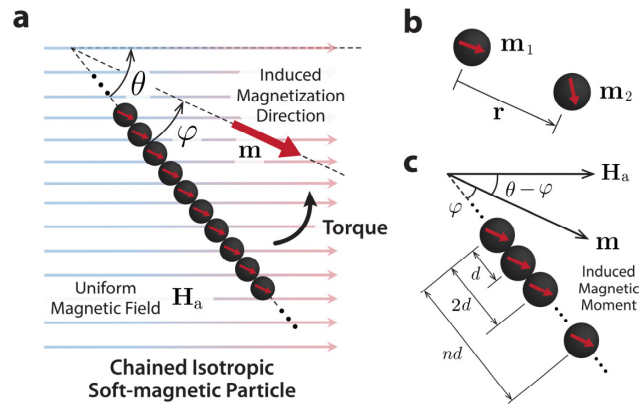 a
θ
Induced
Magnetization
Direction
φ
m
Torque
Uniform
Magnetic Field
Hₐ
Chained Isotropic
Soft-magnetic Particle
b
m₁
m₂
r
c
Hₐ
θ − φ
φ
m
d
2d
nd
Induced
Magnetic
Moment